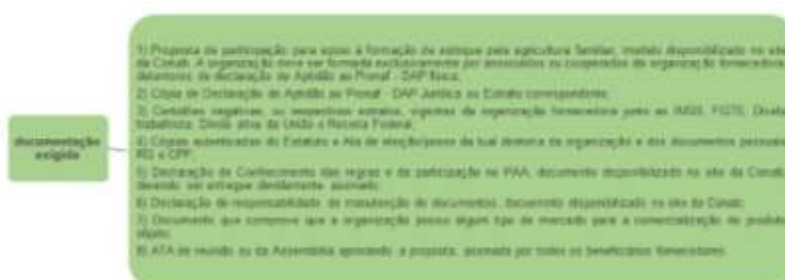 documentação
exigida
1) Proposta de participação para apoio à formação de estoque pela agricultura familiar, modelo disponibilizado no site
da Conab. A organização deve ser formada exclusivamente por associados ou cooperados da organização fornecedora,
detentores de declaração de Aptidão ao Pronaf - DAP física;
2) Cópia de Declaração de Aptidão ao Pronaf - DAP Jurídica ou Extrato correspondente;
3) Certidões negativas, ou respectivos extratos, vigentes da organização fornecedora junto ao INSS, FGTS, Dívida
trabalhista, Dívida ativa da União e Receita Federal;
4) Cópias autenticadas do Estatuto e Ata de eleição/posse da tual diretoria da organização e dos documentos pessoais
RG e CPF;
5) Declaração de Conhecimento das regras e da participação no PAA, documento disponibilizado no site da Conab,
devendo ser entregue devidamente assinado;
6) Declaração de responsabilidade de manutenção de documentos, documento disponibilizado no site da Conab;
7) Documento que comprove que a organização possui algum tipo de mercado para a comercialização do produto
objeto;
8) ATA de reunião ou da Assembléia aprovando a proposta, assinada por todos os beneficiários fornecedores.